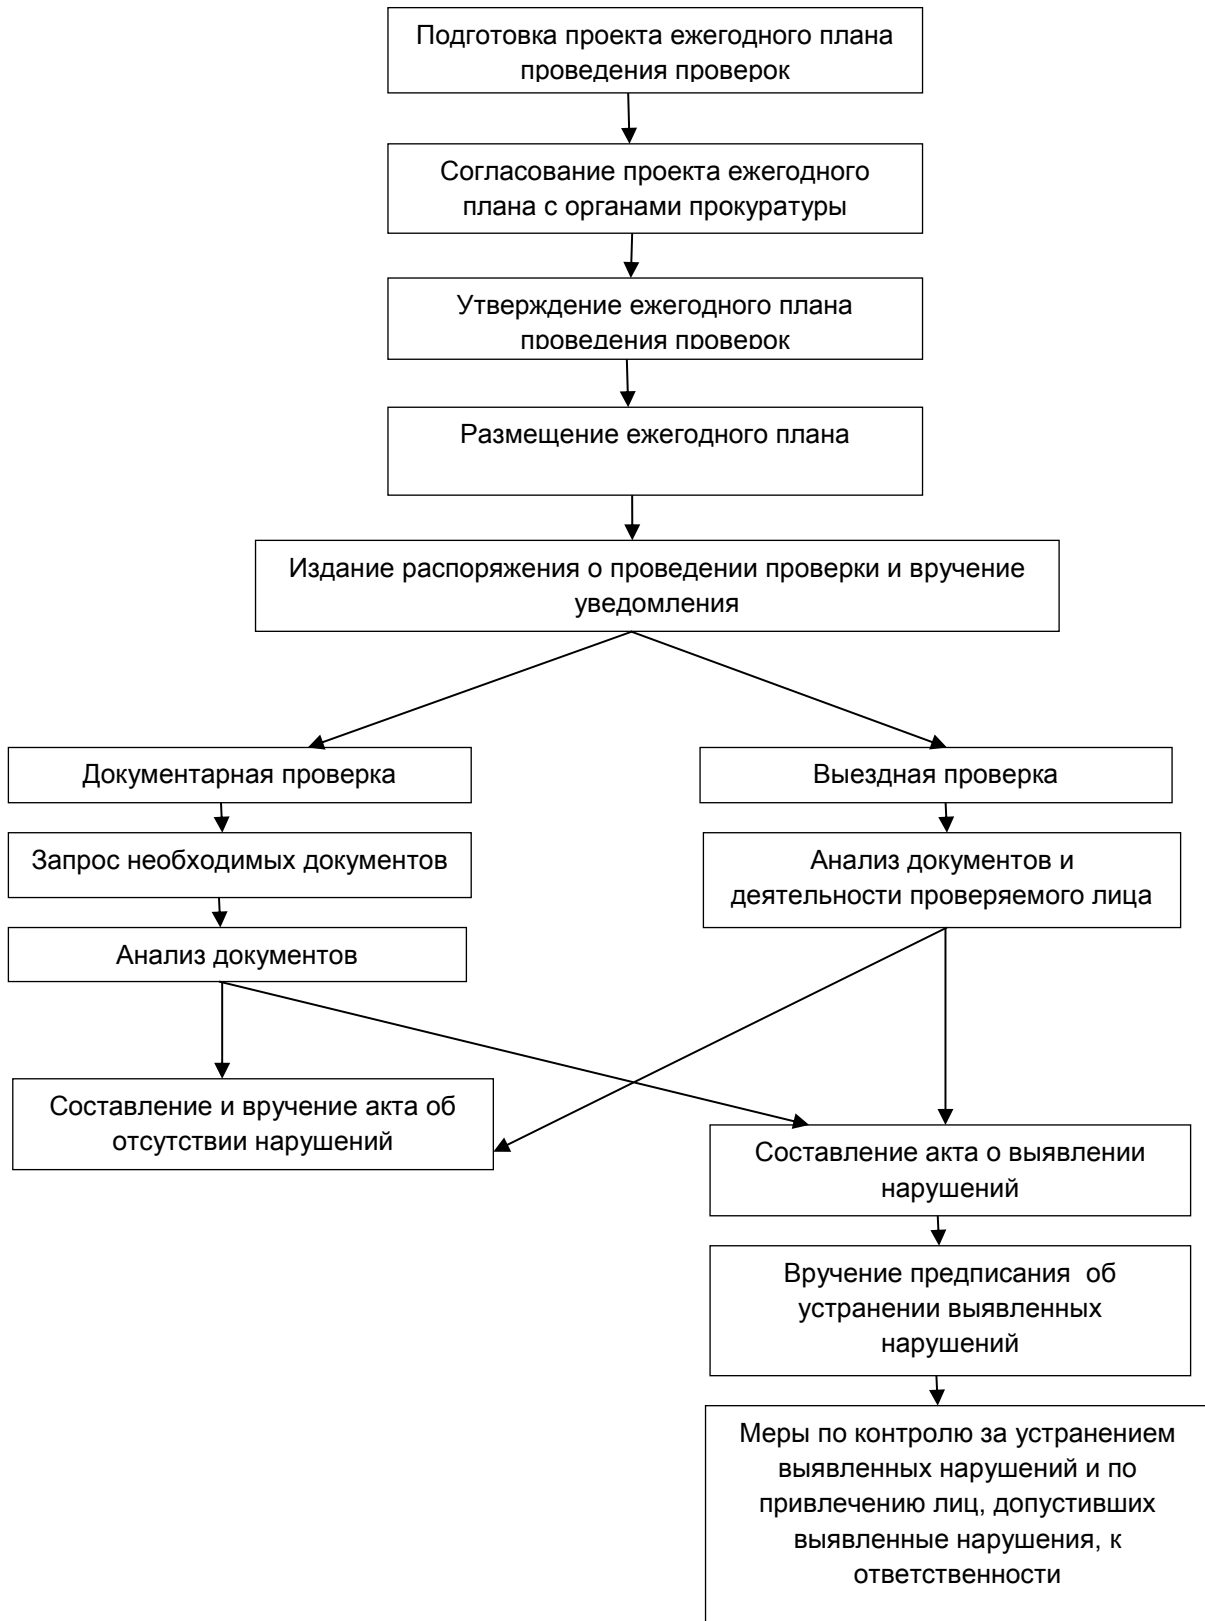 Подготовка проекта ежегодного плана
проведения проверок
Согласование проекта ежегодного
плана с органами прокуратуры
Утверждение ежегодного плана
проведения проверок
Размещение ежегодного плана
Издание распоряжения о проведении проверки и вручение
уведомления
Документарная проверка
Выездная проверка
Запрос необходимых документов
Анализ документов и
деятельности проверяемого лица
Анализ документов
Составление и вручение акта об
отсутствии нарушений
Составление акта о выявлении
нарушений
Вручение предписания  об
устранении выявленных
нарушений
Меры по контролю за устранением
выявленных нарушений и по
привлечению лиц, допустивших
выявленные нарушения, к
ответственности